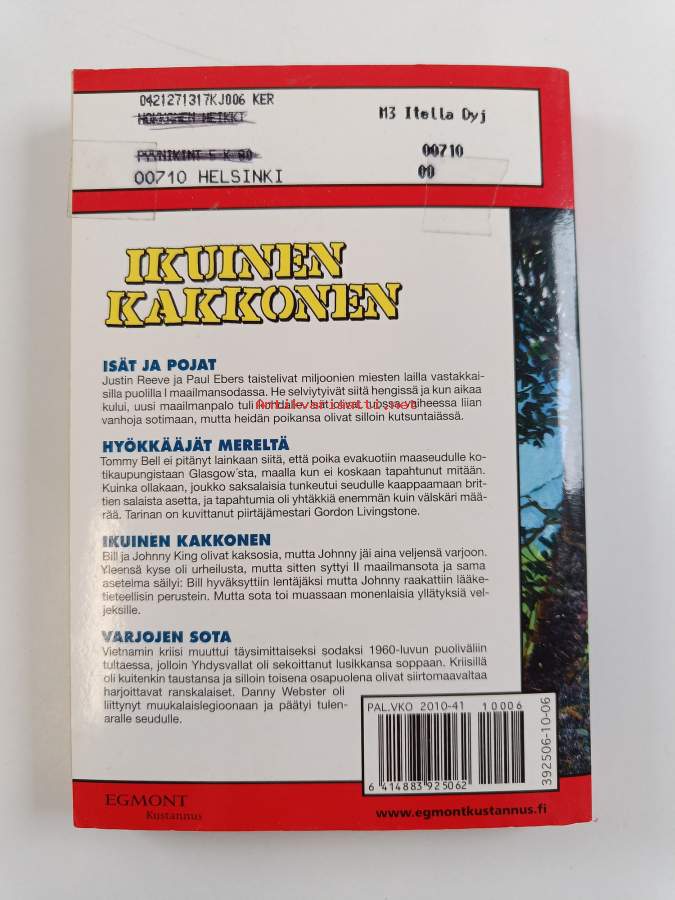 0421271317KJ006 KER
M3 Itella Oyj
00710
00710 HELSINKI
00
IKUINEN
KAKKONEN
ISÄT JA POJAT
Justin Reeve ja Paul Ebers taistelivat miljoonien miesten lailla vastakkai-
silla puolilla I maailmansodassa. He selviytyivät siitä hengissä ja kun aikaa
kului, uusi maailmanpalo tuli Isät olivat tuossa vaiheessa liian
Antikvariaatti.net
vanhoja sotimaan, mutta heidän poikansa olivat silloin kutsuntaiässä.
HYÖKKÄÄJÄT MERELTÄ
Tommy Bell ei pitänyt lainkaan siitä, että poika evakuotiin maaseudulle ko-
tikaupungistaan Glasgow´sta, maalla kun ei koskaan tapahtunut mitään.
Kuinka ollakaan, joukko saksalaisia tunkeutui seudulle kaappaamaan brit-
tien salaista asetta, ja tapahtumia oli yhtäkkiä enemmän kuin välskäri mää-
rää. Tarinan on kuvittanut piirtäjämestari Gordon Livingstone.
IKUINEN KAKKONEN
Bill ja Johnny King olivat kaksosia, mutta Johnny jäi aina veljensä varjoon.
Yleensä kyse oli urheilusta, mutta sitten syttyi II maailmansota ja sama
asetelma säilyi: Bill hyväksyttiin lentäjäksi mutta Johnny raakattiin lääke-
tieteellisin perustein. Mutta sota toi muassaan monenlaisia yllätyksiä vel-
jeksille.
VARJOJEN SOTA
Vietnamin kriisi muuttui täysimittaiseksi sodaksi 1960-luvun puoliväliin
tultaessa, jolloin Yhdysvallat oli sekoittanut lusikkansa soppaan. Kriisillä
oli kuitenkin taustansa ja silloin toisena osapuolena olivat siirtomaavaltaa
harjoittavat ranskalaiset. Danny Webster oli
liittynyt muukalaislegioonaan ja päätyi tulen-
aralle seudulle.
PAL.VKO 2010-41
10006
6 414883 925062
392506-10-06
EGMONT
Kustannus
www.egmontkustannus.fi